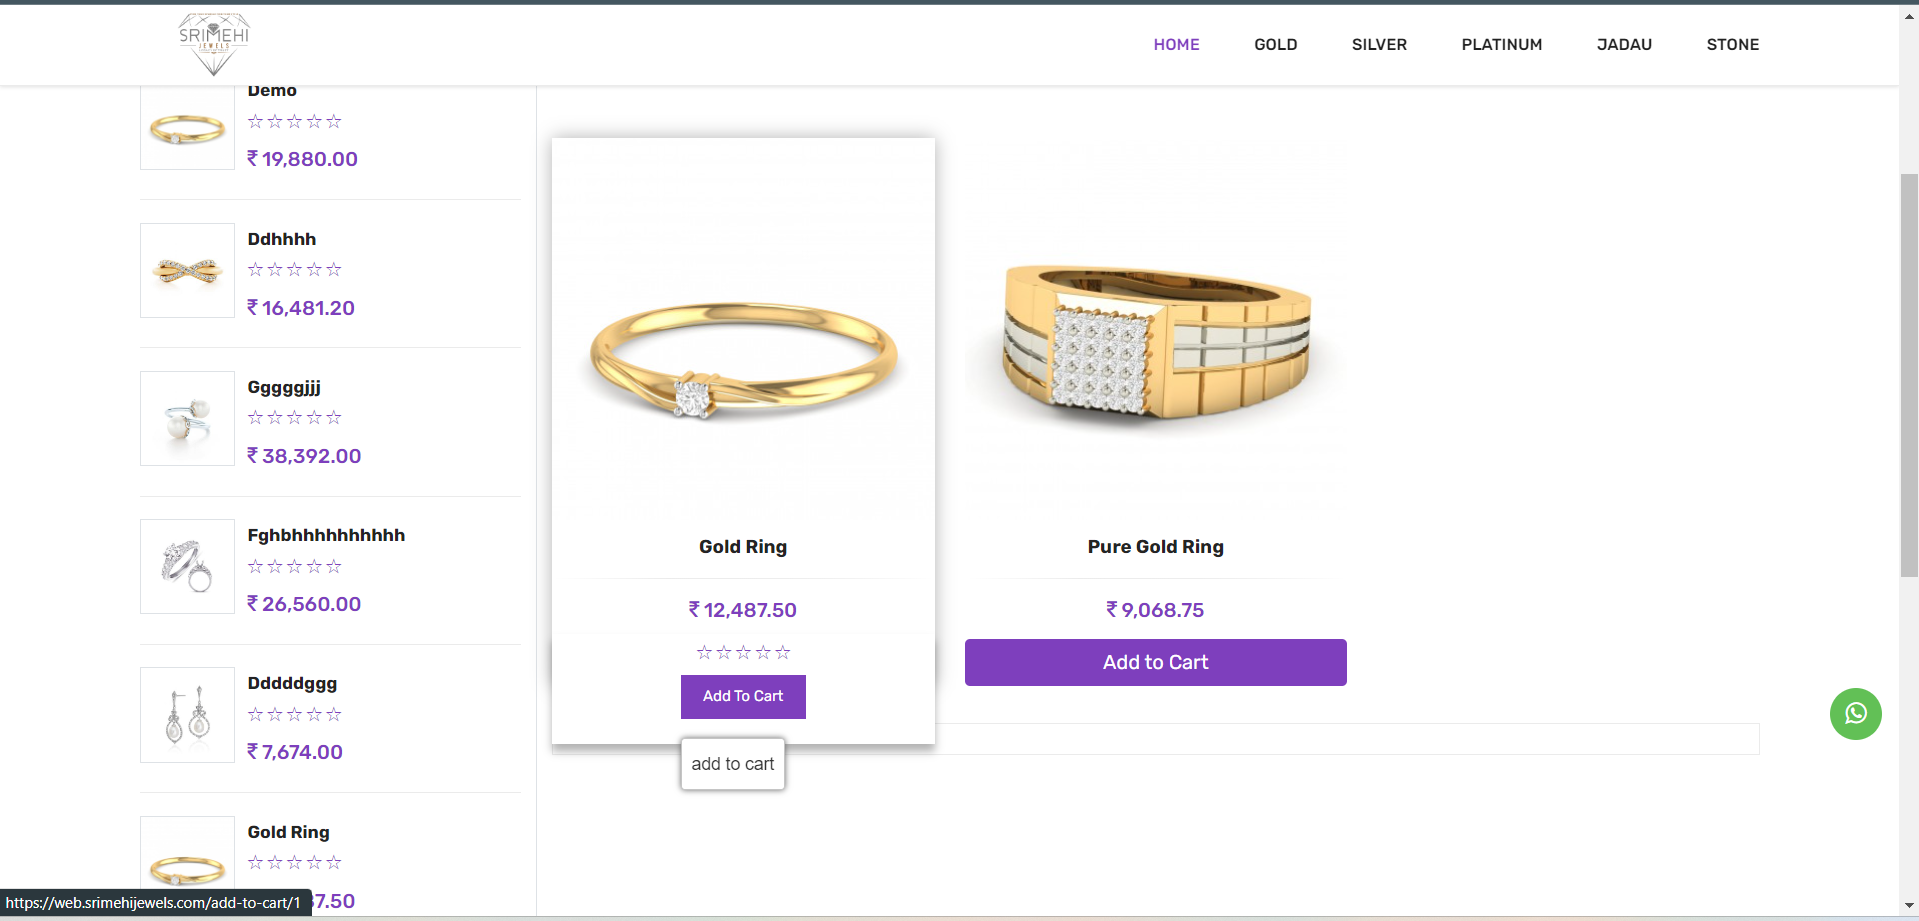 SRIMEHI
JEWELS
HOME GOLD SILVER PLATINUM JADAU STONE
Demo
₹ 19,880.00
Ddhhhh
₹ 16,481.20
Gggggjjj
₹ 38,392.00
Fghbhhhhhhhhhh
₹ 26,560.00
Dddddggg
₹ 7,674.00
Gold Ring
37.50
Gold Ring
₹ 12,487.50
Add To Cart
add to cart
Pure Gold Ring
₹ 9,068.75
Add to Cart
https://web.srimehijewels.com/add-to-cart/1